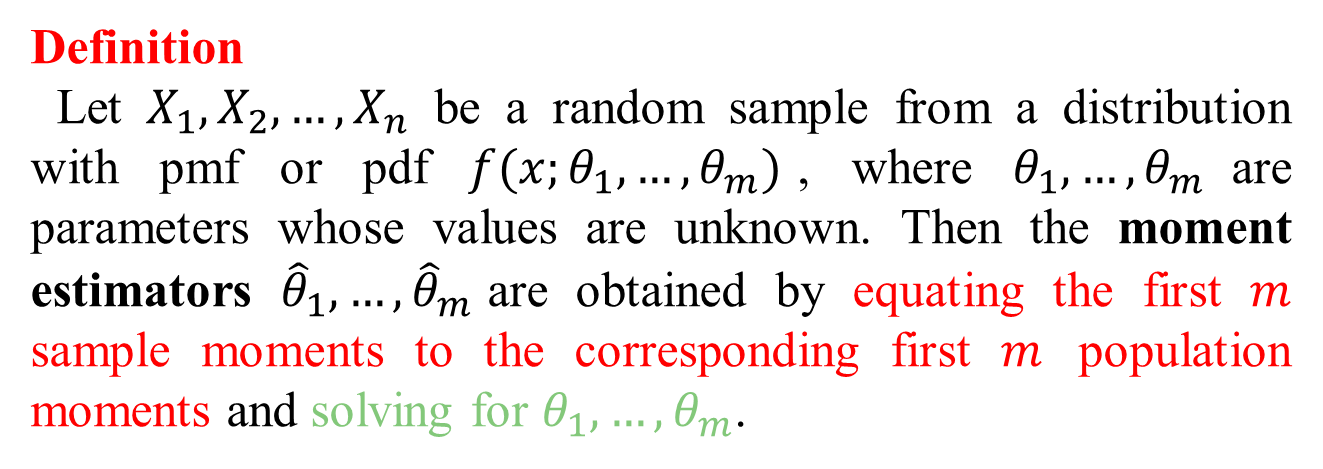 Definition
Let X₁, X₂, … , Xₙ be a random sample from a distribution
with pmf or pdf f(x; θ₁, … , θₘ) , where θ₁, … , θₘ are
parameters whose values are unknown. Then the moment
estimators θ̂₁, … , θ̂ₘ are obtained by equating the first m
sample moments to the corresponding first m population
moments and solving for θ₁, … , θₘ.